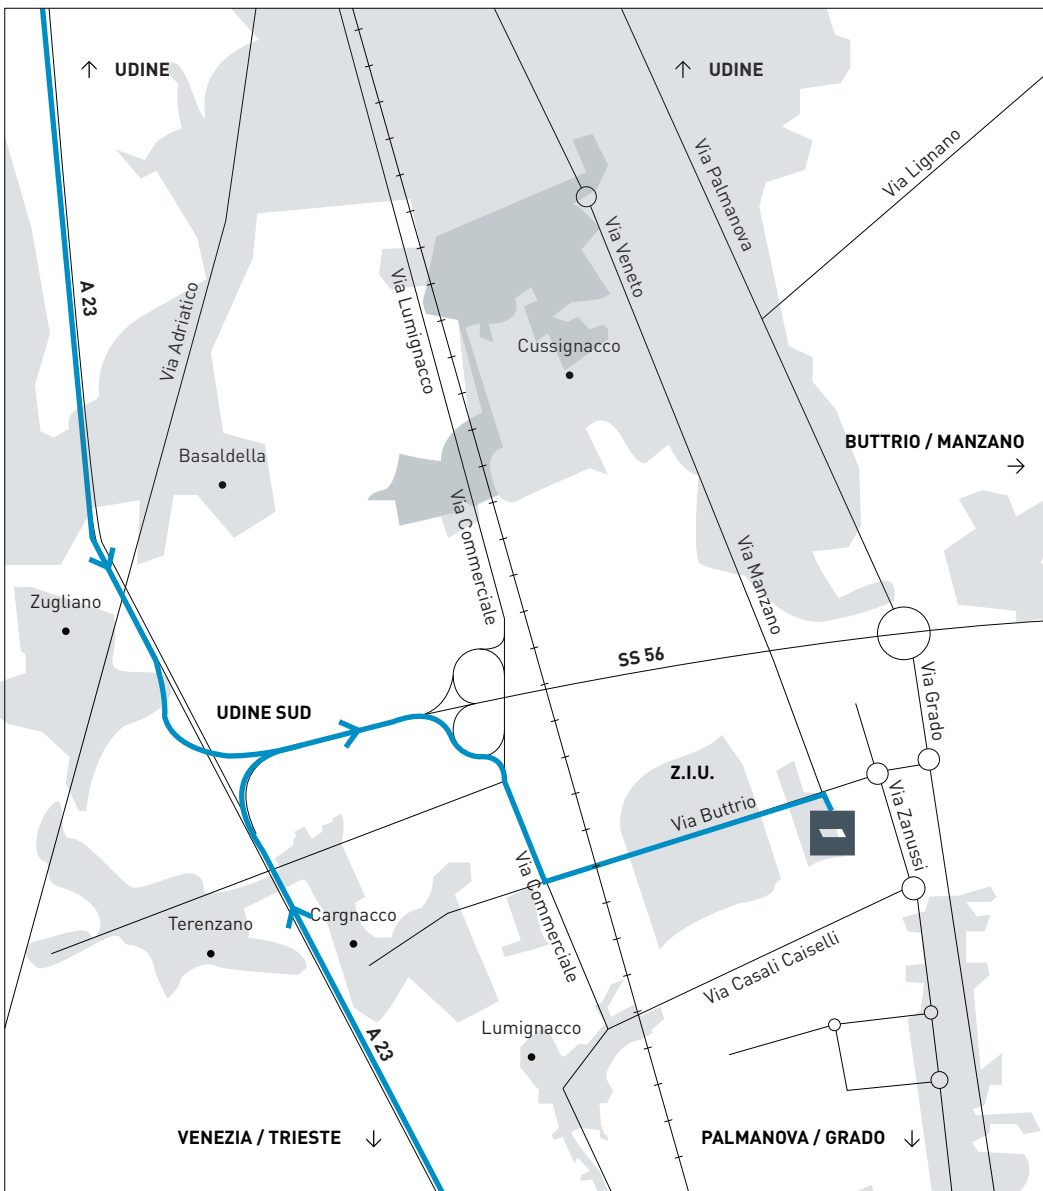 UDINE
UDINE
Via Lignano
Via Palmanova
Via Veneto
A 23
Via Adriatico
Via Lumignacco
Cussignacco
BUTTRIO / MANZANO
Basaldella
Via Commerciale
Via Manzano
Zugliano
SS 56
Via Grado
UDINE SUD
Z.I.U.
Via Buttrio
Via Zanussi
Via Commerciale
Cargnacco
Terenzano
Via Casali Caiselli
Lumignacco
A 23
VENEZIA / TRIESTE
PALMANOVA / GRADO